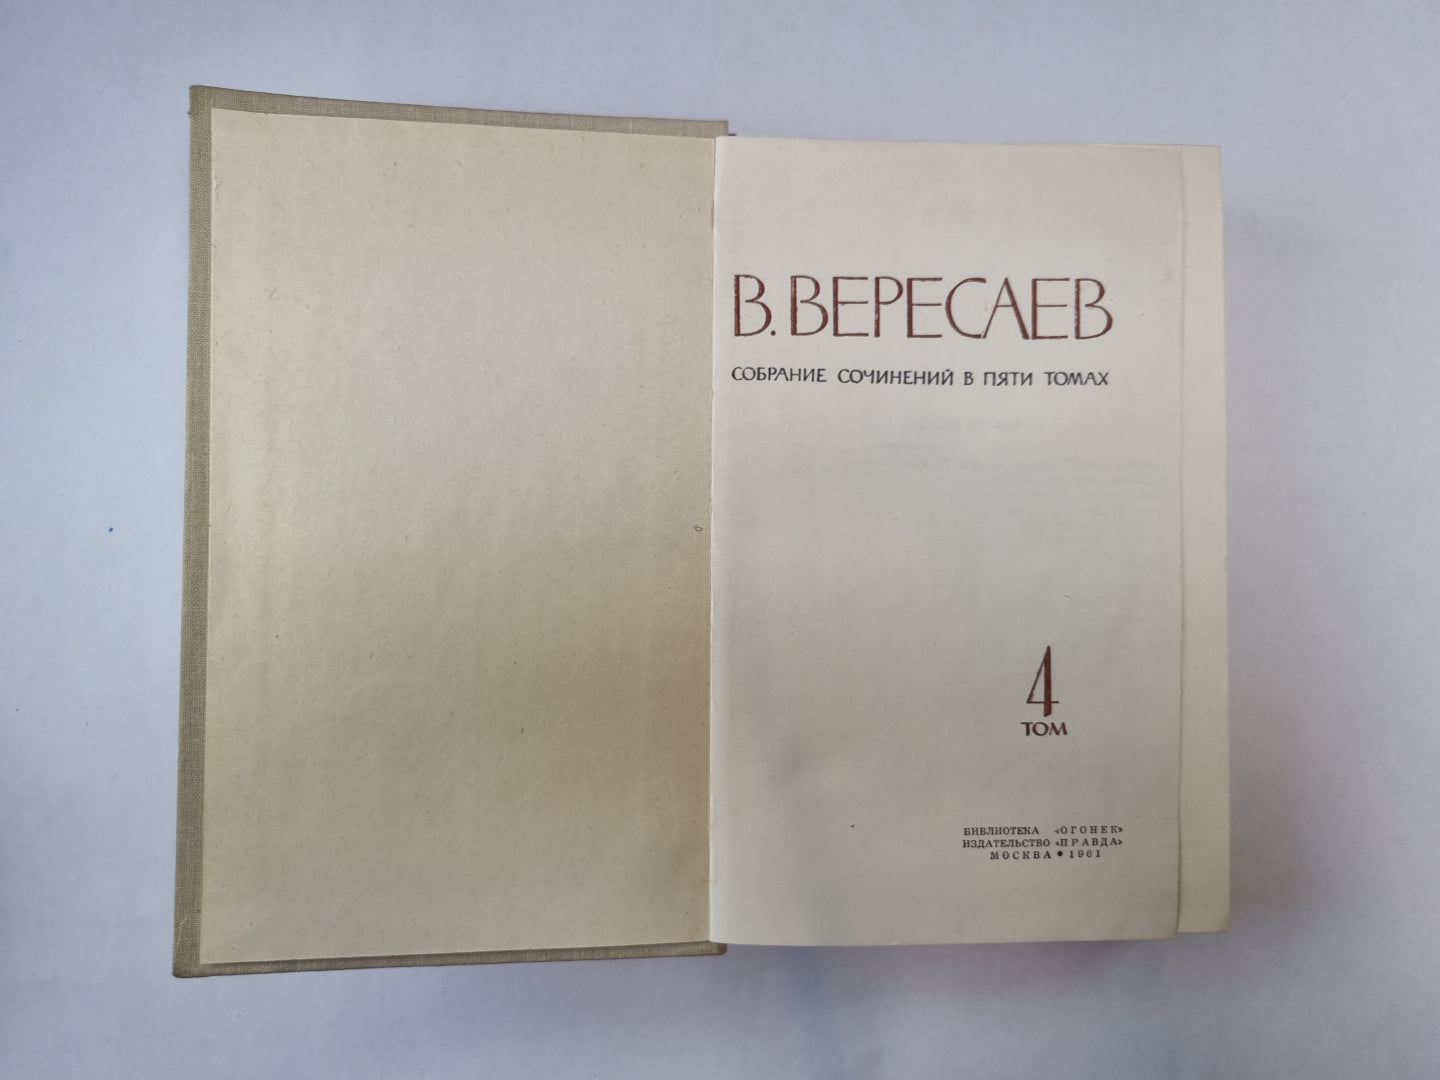 В. ВЕРЕСАЕВ
СОБРАНИЕ СОЧИНЕНИЙ В ПЯТИ ТОМАХ
4
ТОМ
БИБЛИОТЕКА «ОГОНЕК»
ИЗДАТЕЛЬСТВО «ПРАВДА»
МОСКВА • 1961